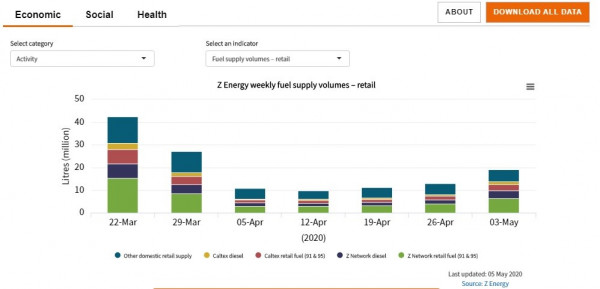 Economic Social Health ABOUT DOWNLOAD ALL DATA
Select category Select an indicator
Activity Fuel supply volumes – retail
Z Energy weekly fuel supply volumes – retail
50
40
30
20
10
0
Litres (million)
22-Mar 29-Mar 05-Apr 12-Apr 19-Apr 26-Apr 03-May
(2020)
Other domestic retail supply Caltex diesel Caltex retail fuel (91 & 95) Z Network diesel Z Network retail fuel (91 & 95)
Last updated: 05 May 2020
Source: Z Energy